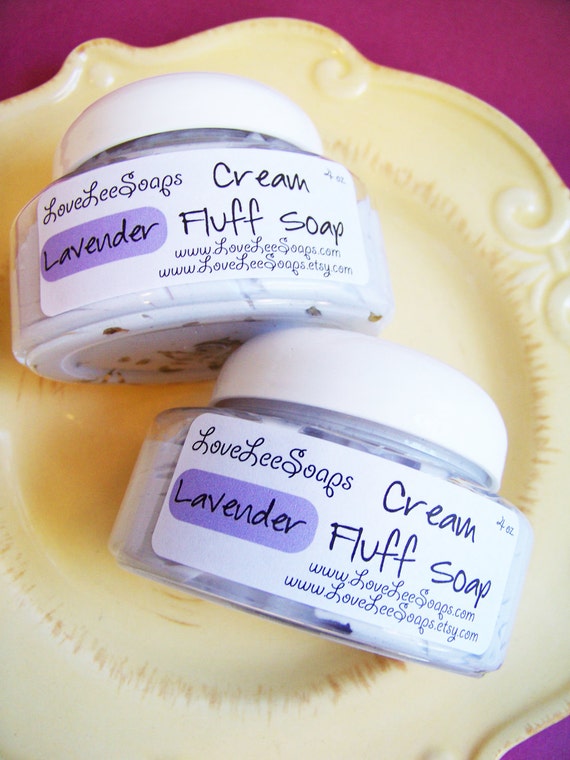 LoveLeeSoaps
Cream
4 oz.
Lavender
Fluff Soap
www.LoveLeeSoaps.com
www.LoveLeeSoaps.etsy.com
LoveLeeSoaps
Cream
4 oz
Lavender
Fluff Soap
www.LoveLeeSoaps.com
www.LoveLeeSoaps.etsy.com